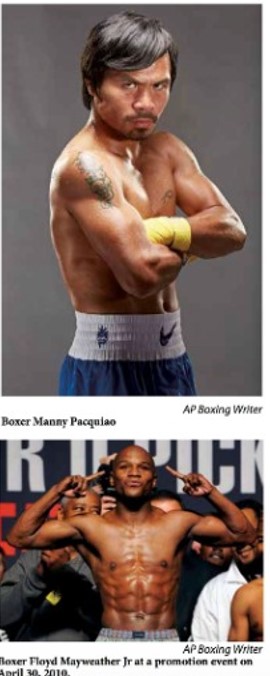 AP Boxing Writer
Boxer Manny Pacquiao
R PICK
AP Boxing Writer
Boxer Floyd Mayweather Jr at a promotion event on
April 30, 2010.